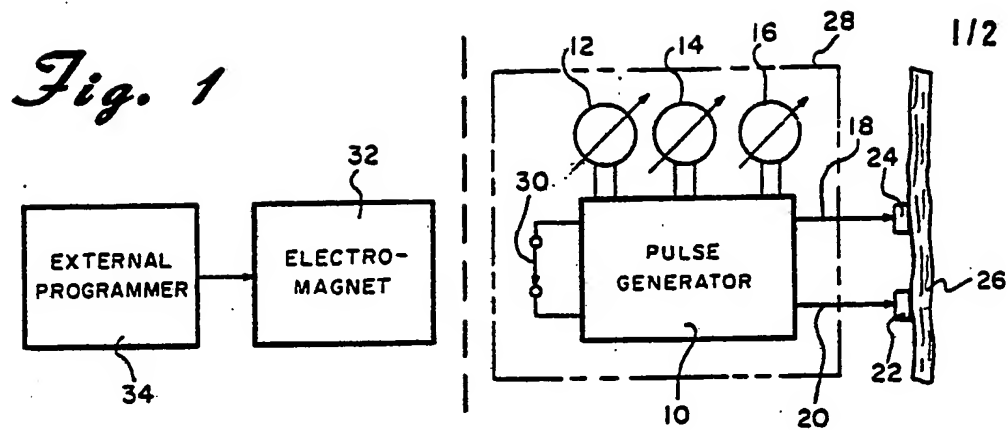 Fig. 1
1/2
12 14 16 28
32
18
24
30
EXTERNAL PROGRAMMER
ELECTRO-MAGNET
PULSE GENERATOR
26
22
34
10
20